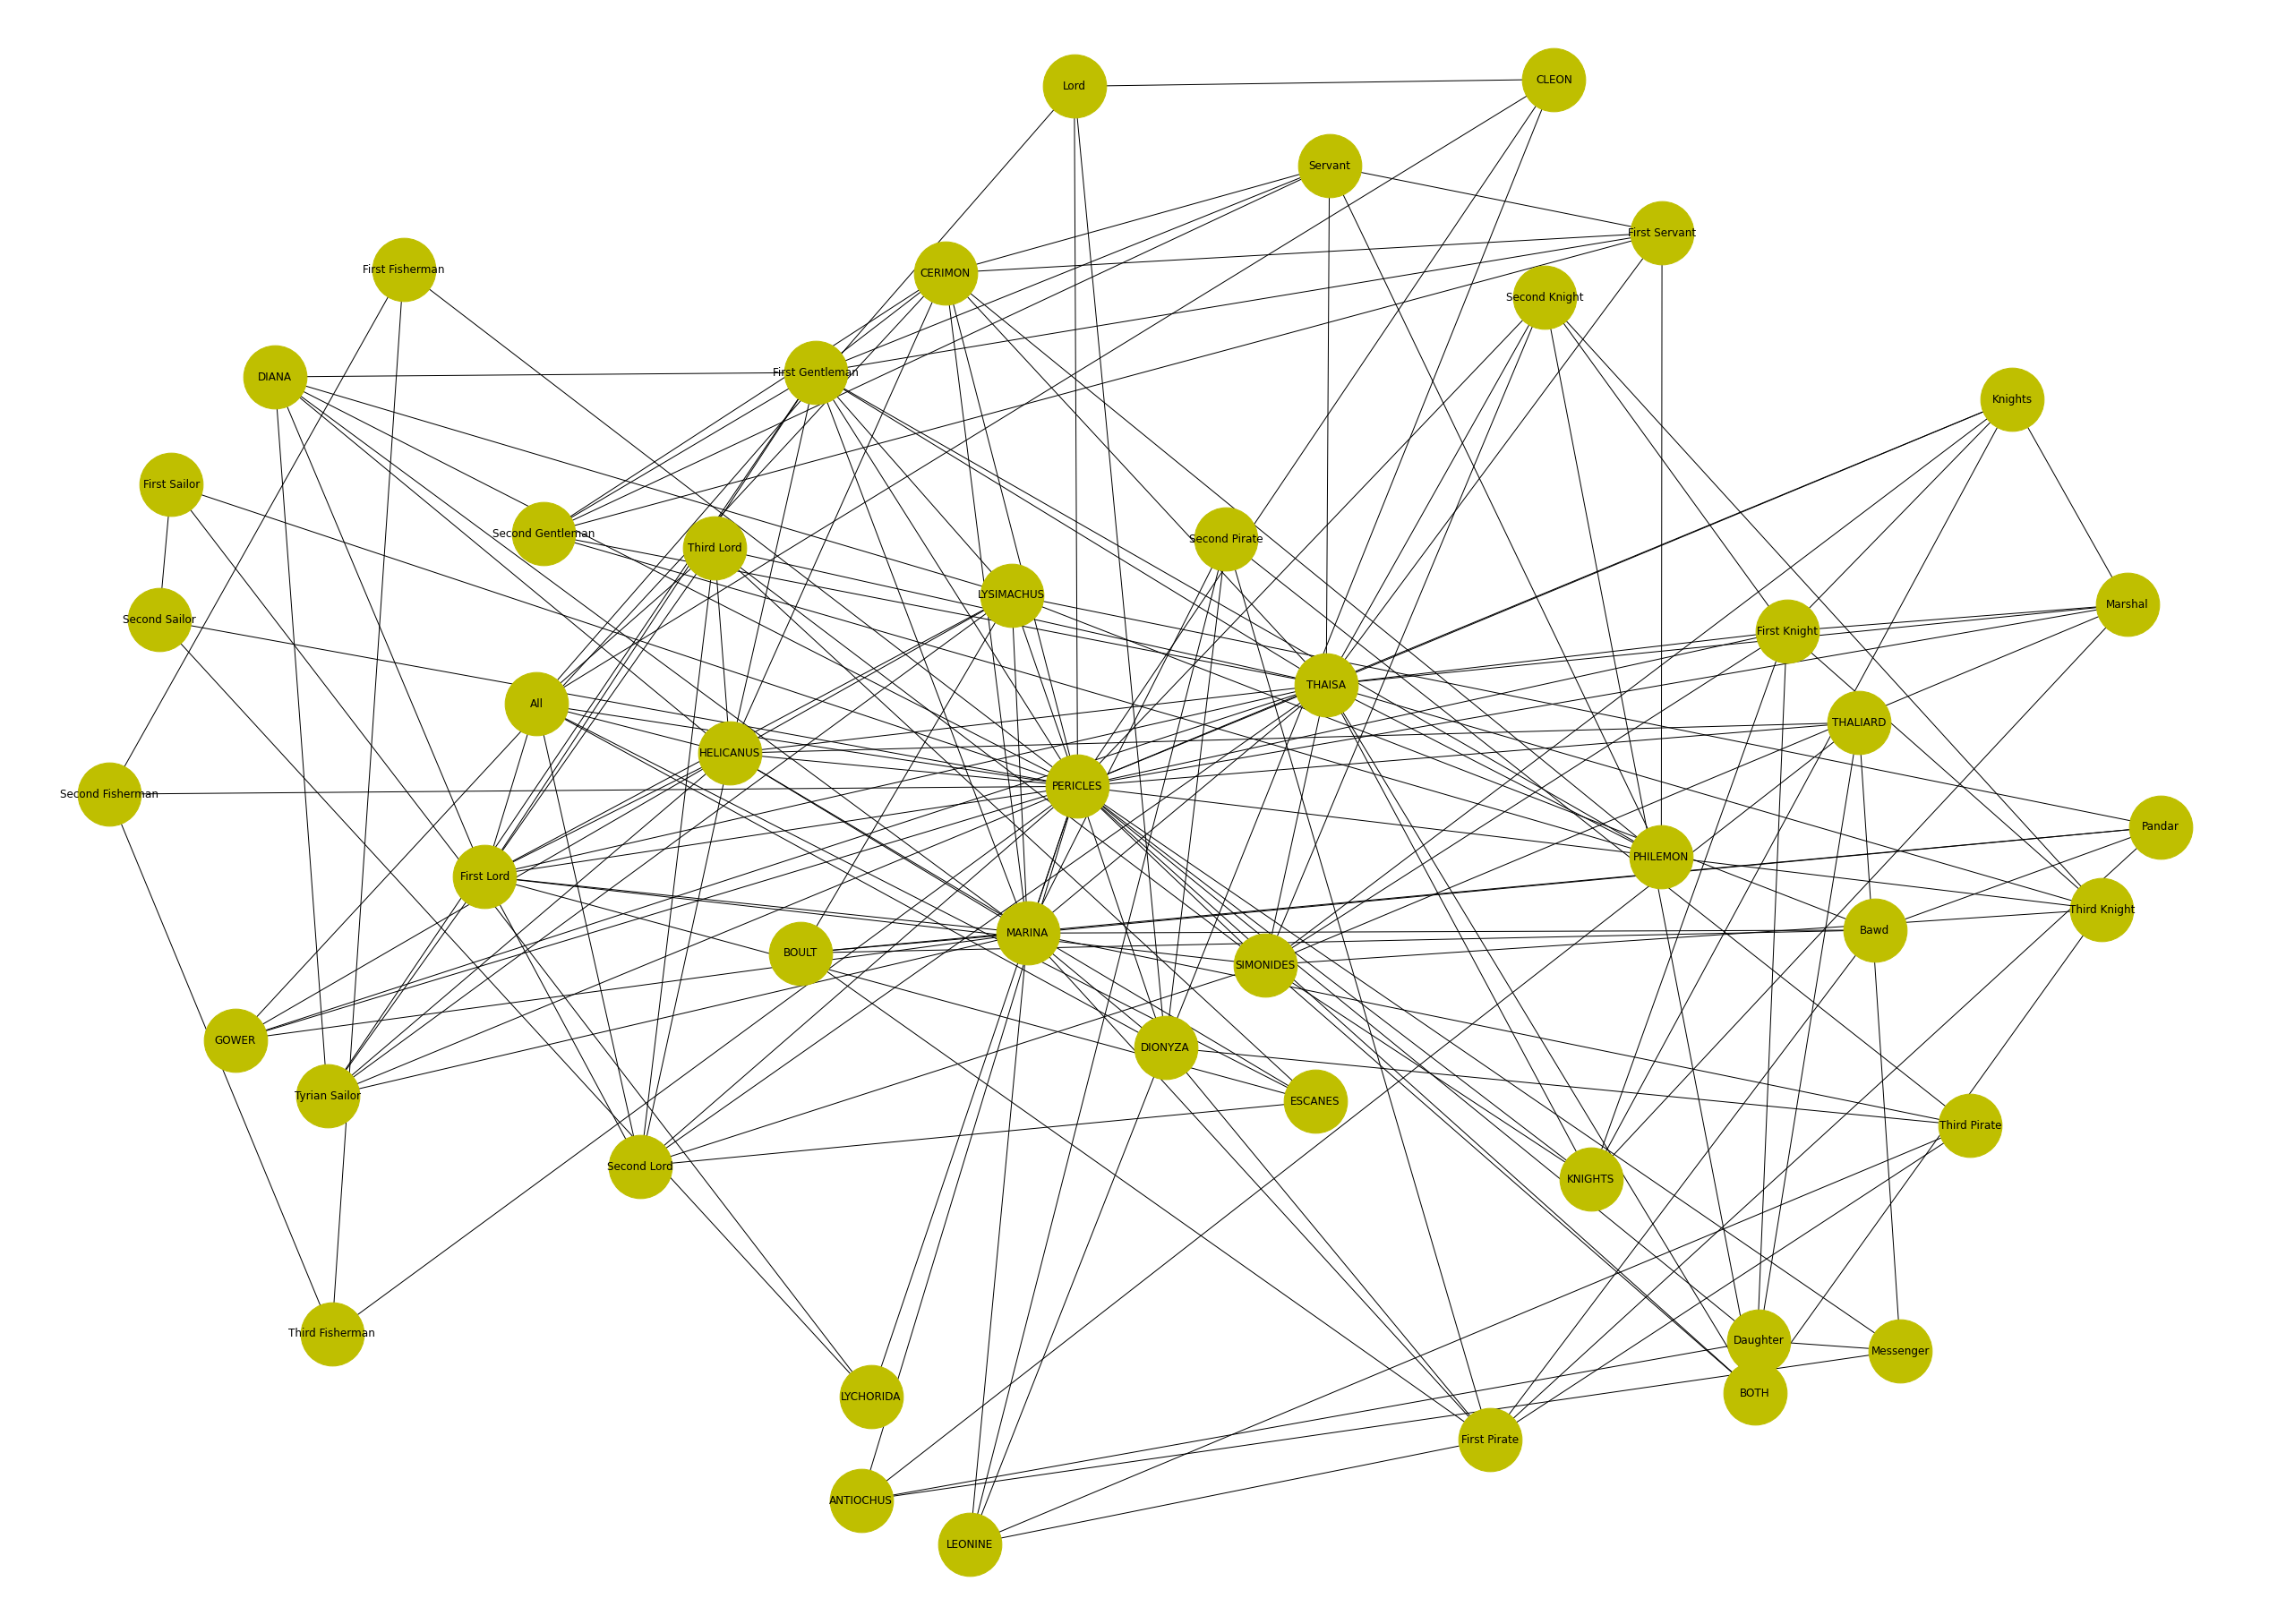 Lord
CLEON
Servant
First Servant
First Fisherman
CERIMON
Second Knight
DIANA
First Gentleman
Knights
First Sailor
Second Gentleman
Third Lord
Second Pirate
LYSIMACHUS
Marshal
Second Sailor
First Knight
THAISA
All
THALIARD
HELICANUS
PERICLES
Second Fisherman
Pandar
PHILEMON
First Lord
Third Knight
MARINA
Bawd
BOULT
SIMONIDES
GOWER
DIONYZA
Tyrian Sailor
ESCANES
Third Pirate
Second Lord
KNIGHTS
Third Fisherman
Daughter
Messenger
LYCHORIDA
BOTH
First Pirate
ANTIOCHUS
LEONINE